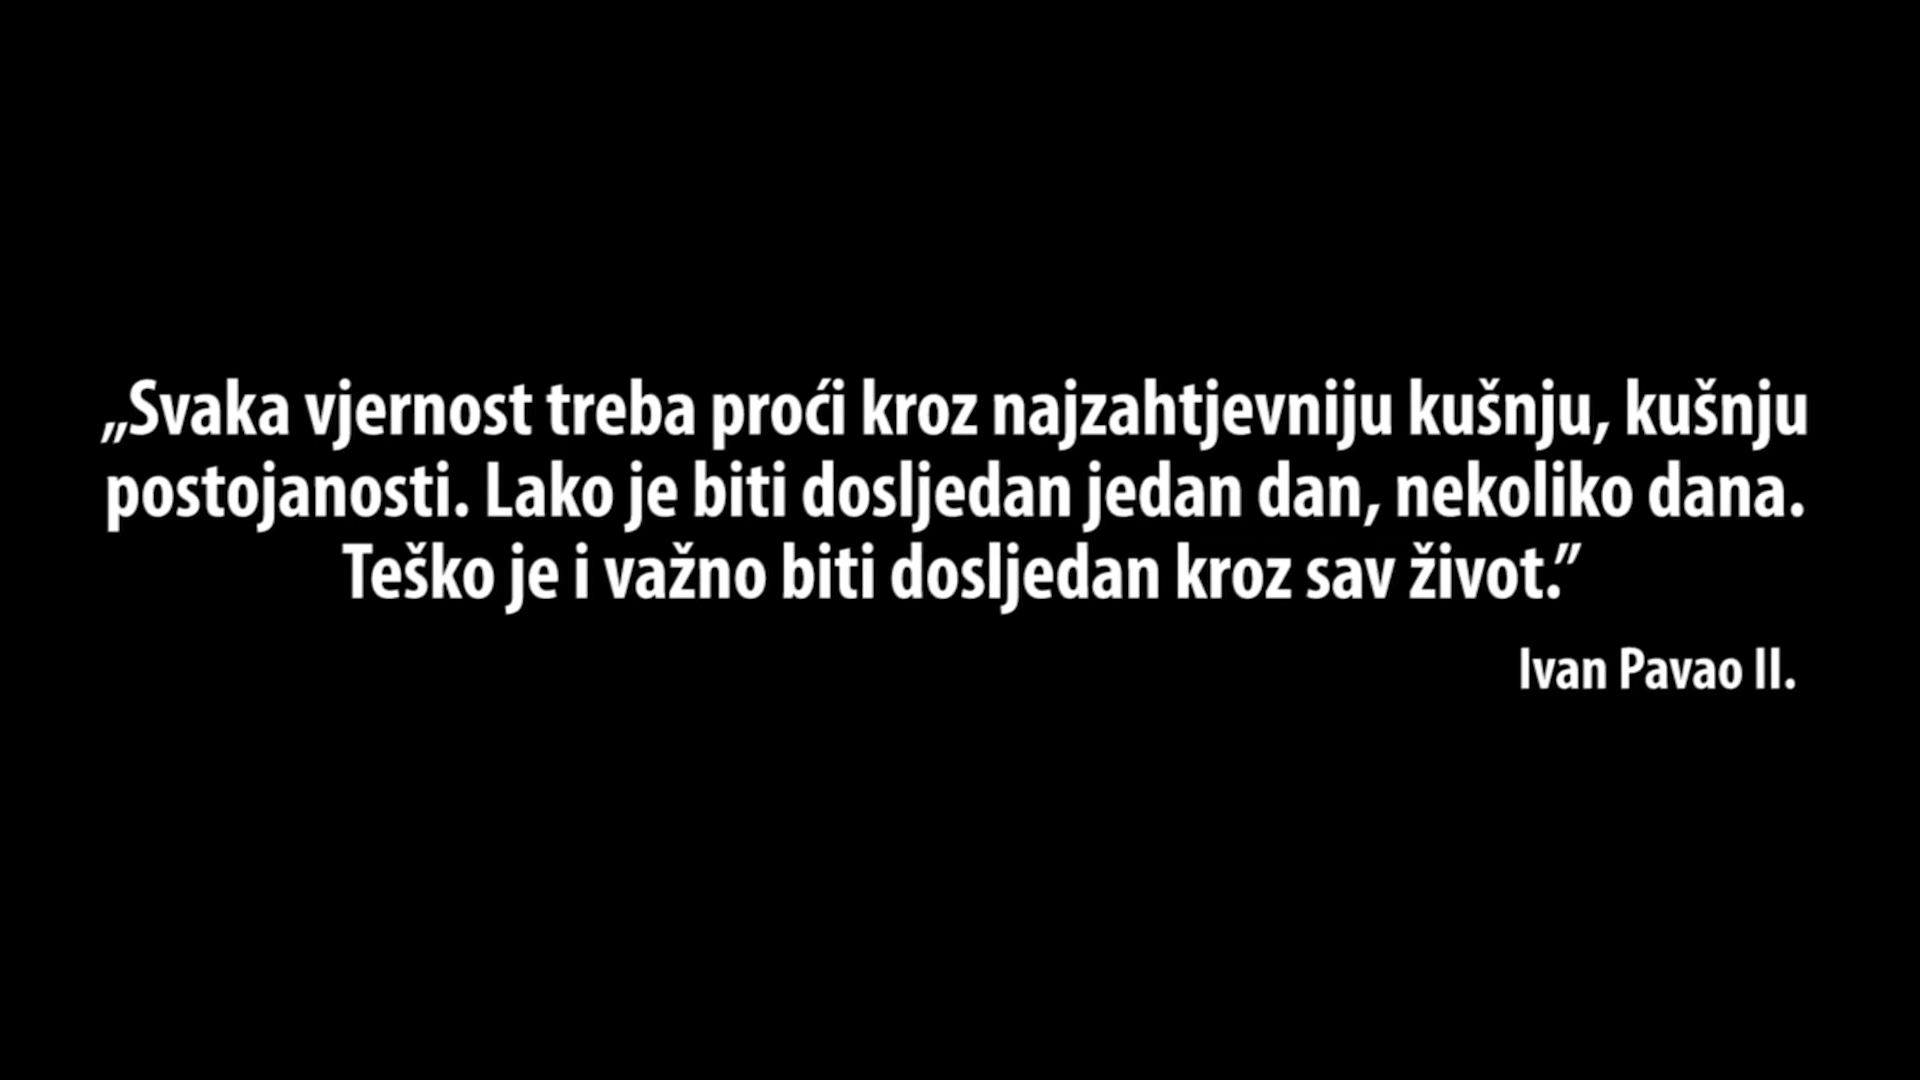 „Svaka vjernost treba proći kroz najzahtjevniju kušnju, kušnju
postojanosti. Lako je biti dosljedan jedan dan, nekoliko dana.
Teško je i važno biti dosljedan kroz sav život.”
Ivan Pavao II.